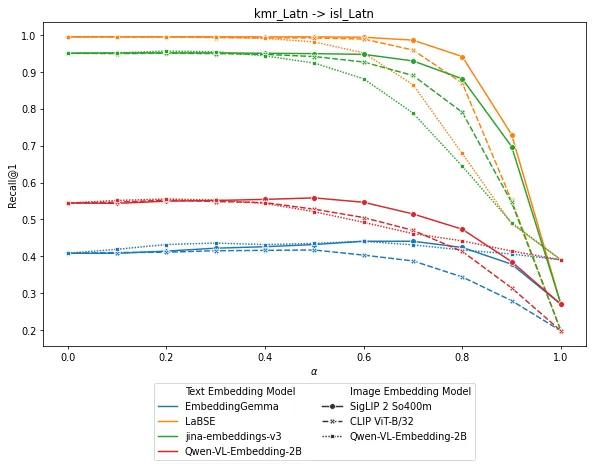 kmr_Latn -> isl_Latn
Recall@1
1.0
0.9
0.8
0.7
0.6
0.5
0.4
0.3
0.2
0.0 0.2 0.4 0.6 0.8 1.0
α
Text Embedding Model
EmbeddingGemma
LaBSE
jina-embeddings-v3
Qwen-VL-Embedding-2B
Image Embedding Model
SigLIP 2 So400m
CLIP ViT-B/32
Qwen-VL-Embedding-2B